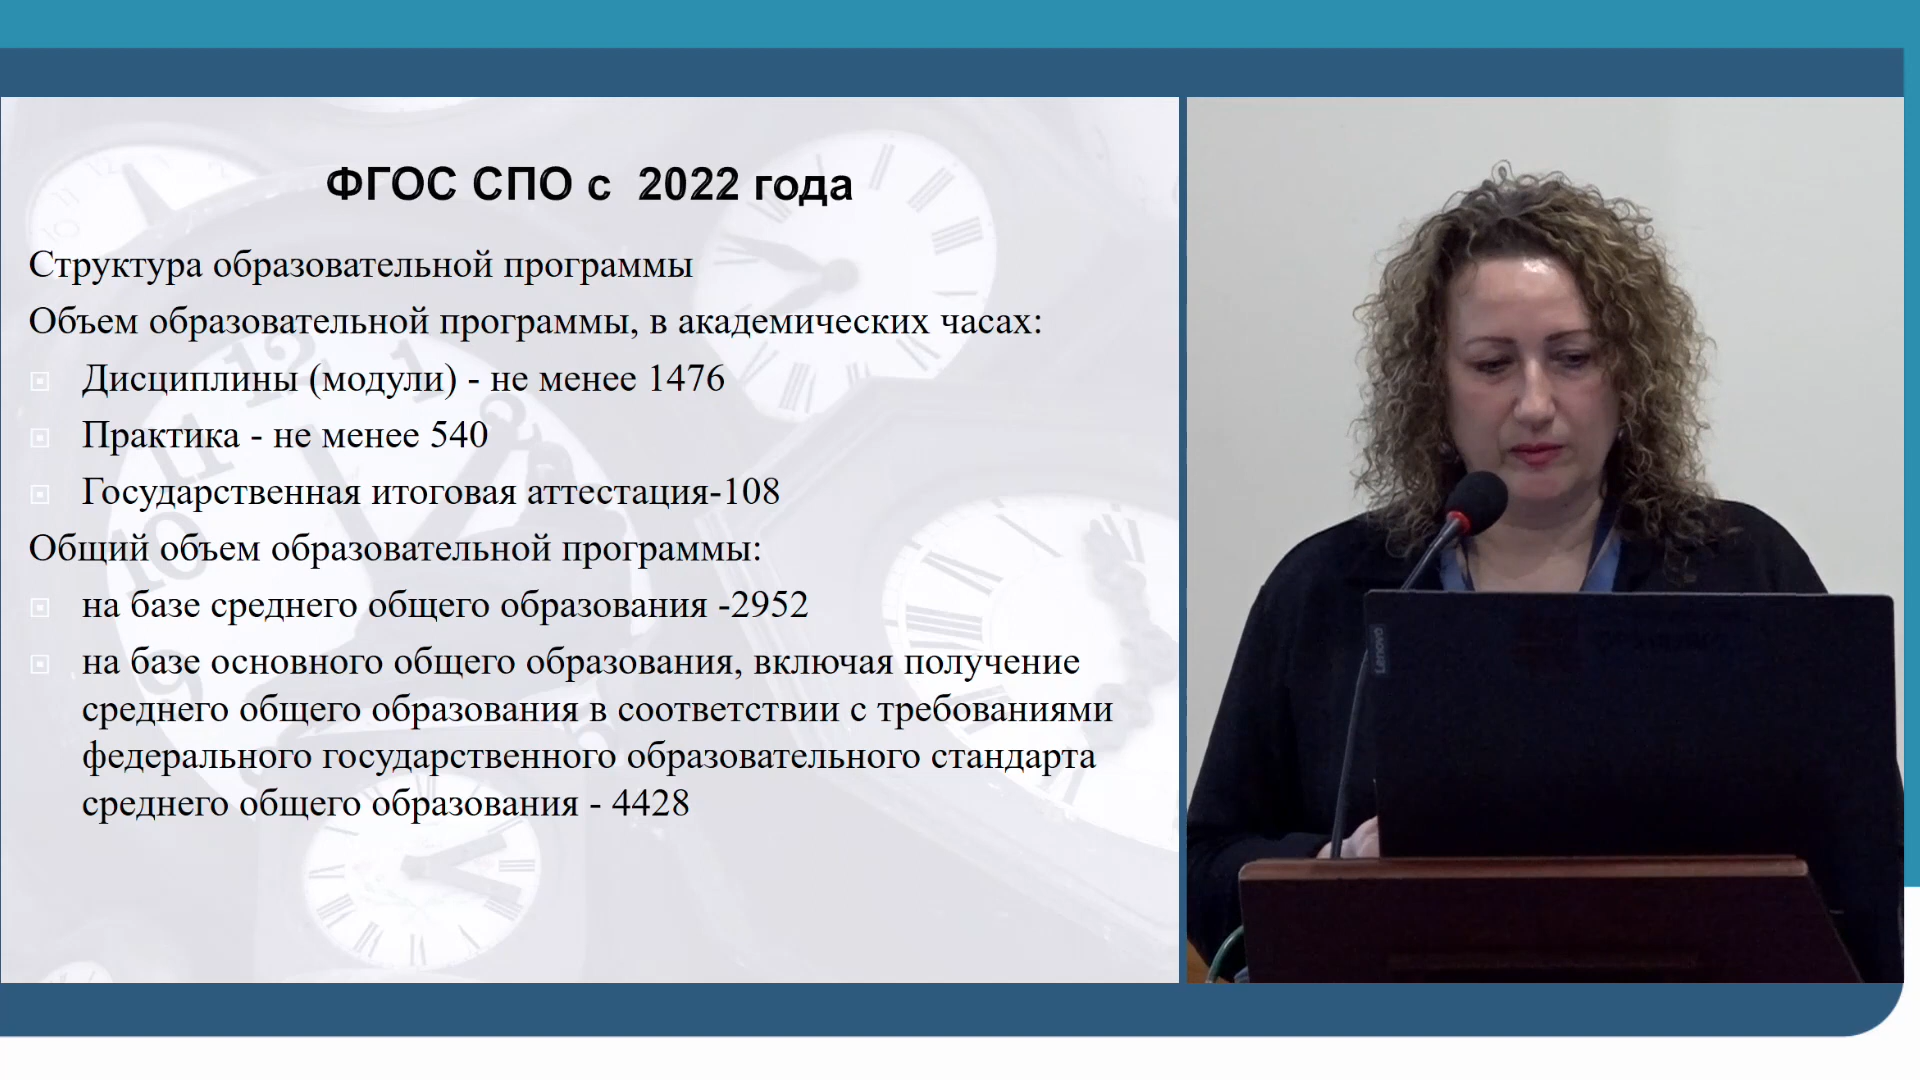 ФГОС СПО с 2022 года
Структура образовательной программы
Объем образовательной программы, в академических часах:
Дисциплины (модули) - не менее 1476
Практика - не менее 540
Государственная итоговая аттестация-108
Общий объем образовательной программы:
на базе среднего общего образования -2952
на базе основного общего образования, включая получение
среднего общего образования в соответствии с требованиями
федерального государственного образовательного стандарта
среднего общего образования - 4428
Lenovo